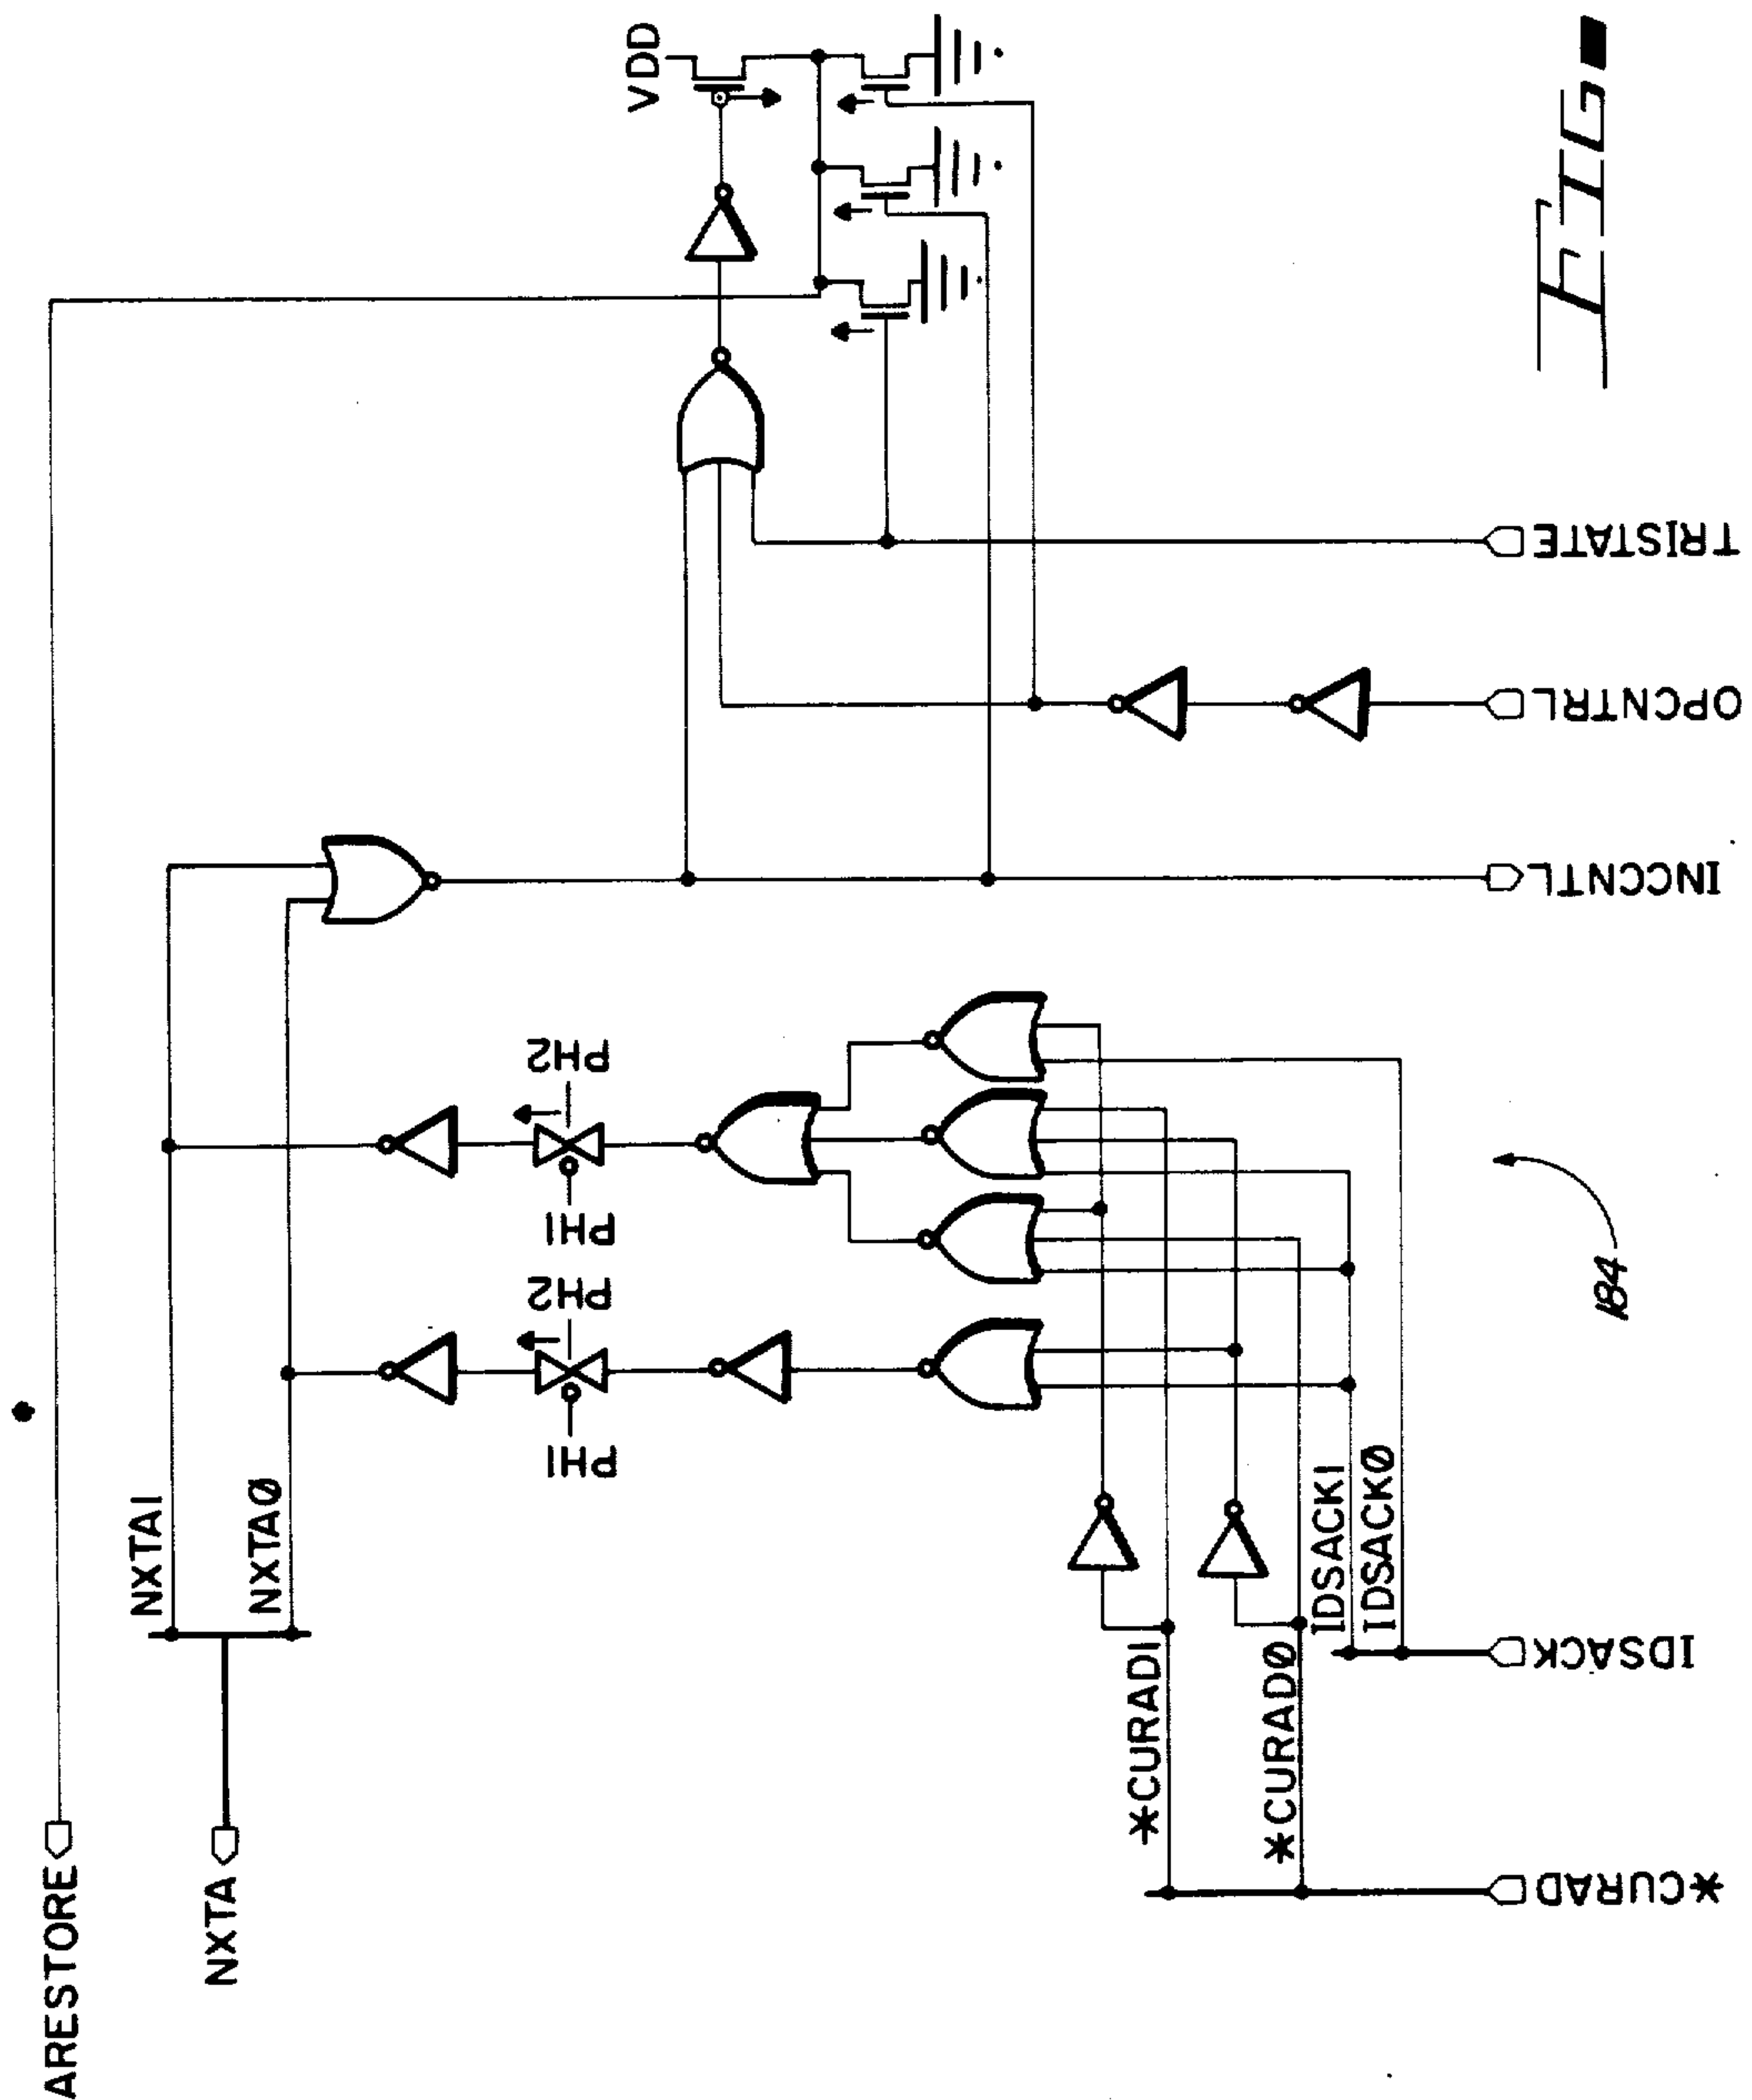 ARESTORE
NXTA
NXTA1
NXTA0
PH1
PH2
PH1
PH2
VDD
*CURAD1
*CURAD0
IDSACK1
IDSACK0
*CURAD
IDSACK
INCCNTL
OPCNTRL
TRISTATE
184
FIG